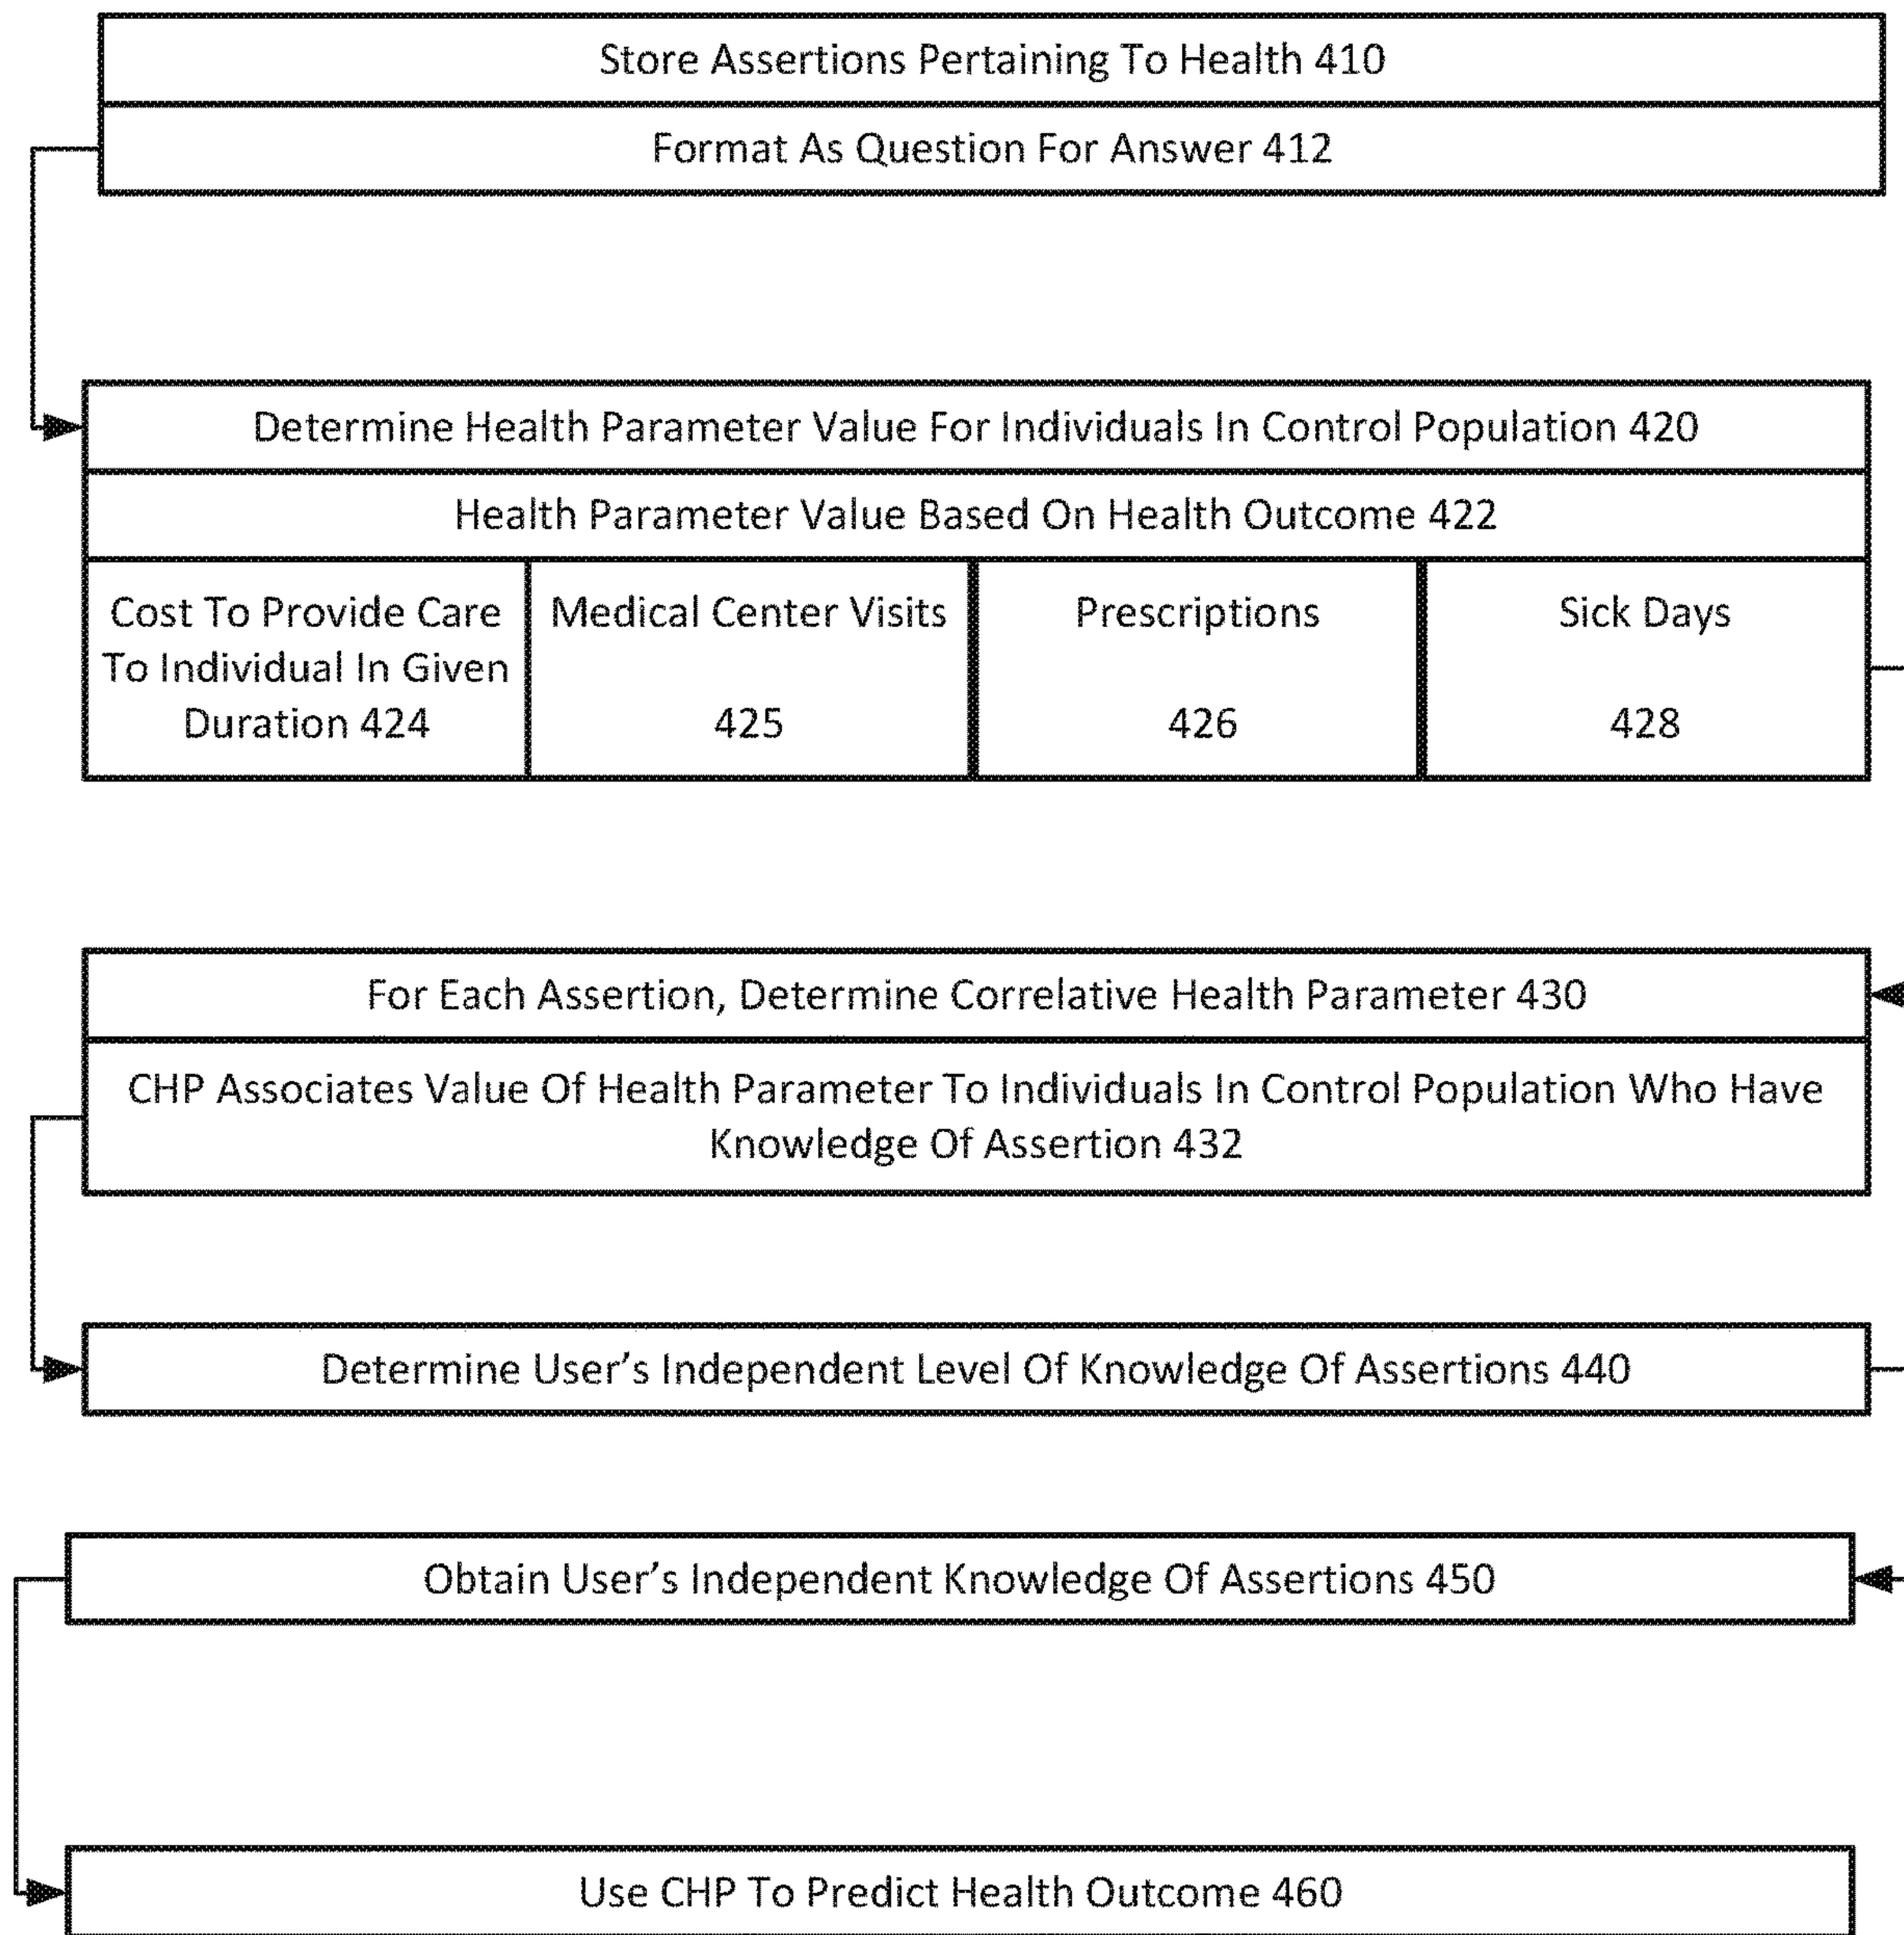 Store Assertions Pertaining To Health 410
Format As Question For Answer 412
Determine Health Parameter Value For Individuals In Control Population 420
Health Parameter Value Based On Health Outcome 422
Cost To Provide Care
To Individual In Given
Duration 424
Medical Center Visits
425
Prescriptions
426
Sick Days
428
For Each Assertion, Determine Correlative Health Parameter 430
CHP Associates Value Of Health Parameter To Individuals In Control Population Who Have
Knowledge Of Assertion 432
Determine User's Independent Level Of Knowledge Of Assertions 440
Obtain User's Independent Knowledge Of Assertions 450
Use CHP To Predict Health Outcome 460